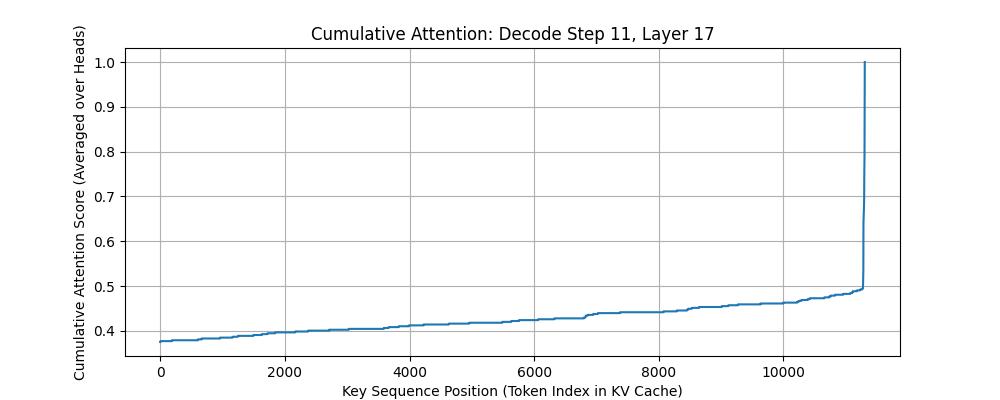 Cumulative Attention: Decode Step 11, Layer 17
Cumulative Attention Score (Averaged over Heads)
1.0
0.9
0.8
0.7
0.6
0.5
0.4
0 2000 4000 6000 8000 10000
Key Sequence Position (Token Index in KV Cache)